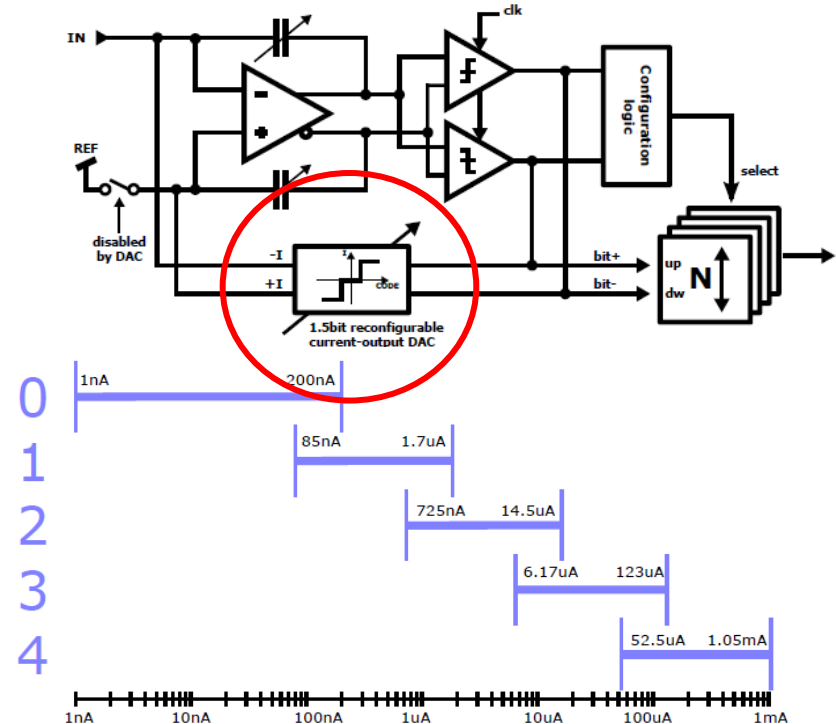 clk
IN
REF
disabled
by DAC
Configuration
logic
select
-I
+I
I
CODE
1.5bit reconfigurable
current-output DAC
bit+
bit-
up
dw
N
0
1nA 200nA
1
85nA 1.7uA
2
725nA 14.5uA
3
6.17uA 123uA
4
52.5uA 1.05mA
1nA 10nA 100nA 1uA 10uA 100uA 1mA